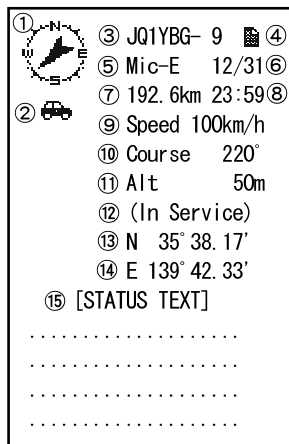 ① N
W E
S
③ JQ1YBG- 9 ④
⑤ Mic-E 12/31⑥
⑦ 192.6km 23:59⑧
②
⑨ Speed 100km/h
⑩ Course 220°
⑪ Alt 50m
⑫ (In Service)
⑬ N 35°38.17'
⑭ E 139°42.33'
⑮ [STATUS TEXT]
.....................
.....................
.....................
.....................